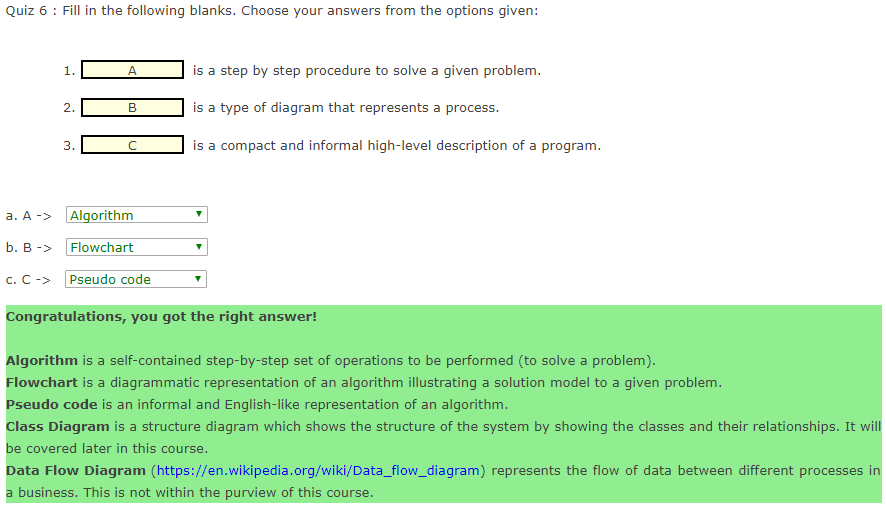 Quiz 6 : Fill in the following blanks. Choose your answers from the options given:
1. A is a step by step procedure to solve a given problem.
2. B is a type of diagram that represents a process.
3. C is a compact and informal high-level description of a program.
a. A -> Algorithm
b. B -> Flowchart
c. C -> Pseudo code
Congratulations, you got the right answer!
Algorithm is a self-contained step-by-step set of operations to be performed (to solve a problem).
Flowchart is a diagrammatic representation of an algorithm illustrating a solution model to a given problem.
Pseudo code is an informal and English-like representation of an algorithm.
Class Diagram is a structure diagram which shows the structure of the system by showing the classes and their relationships. It will
be covered later in this course.
Data Flow Diagram (https://en.wikipedia.org/wiki/Data_flow_diagram) represents the flow of data between different processes in
a business. This is not within the purview of this course.